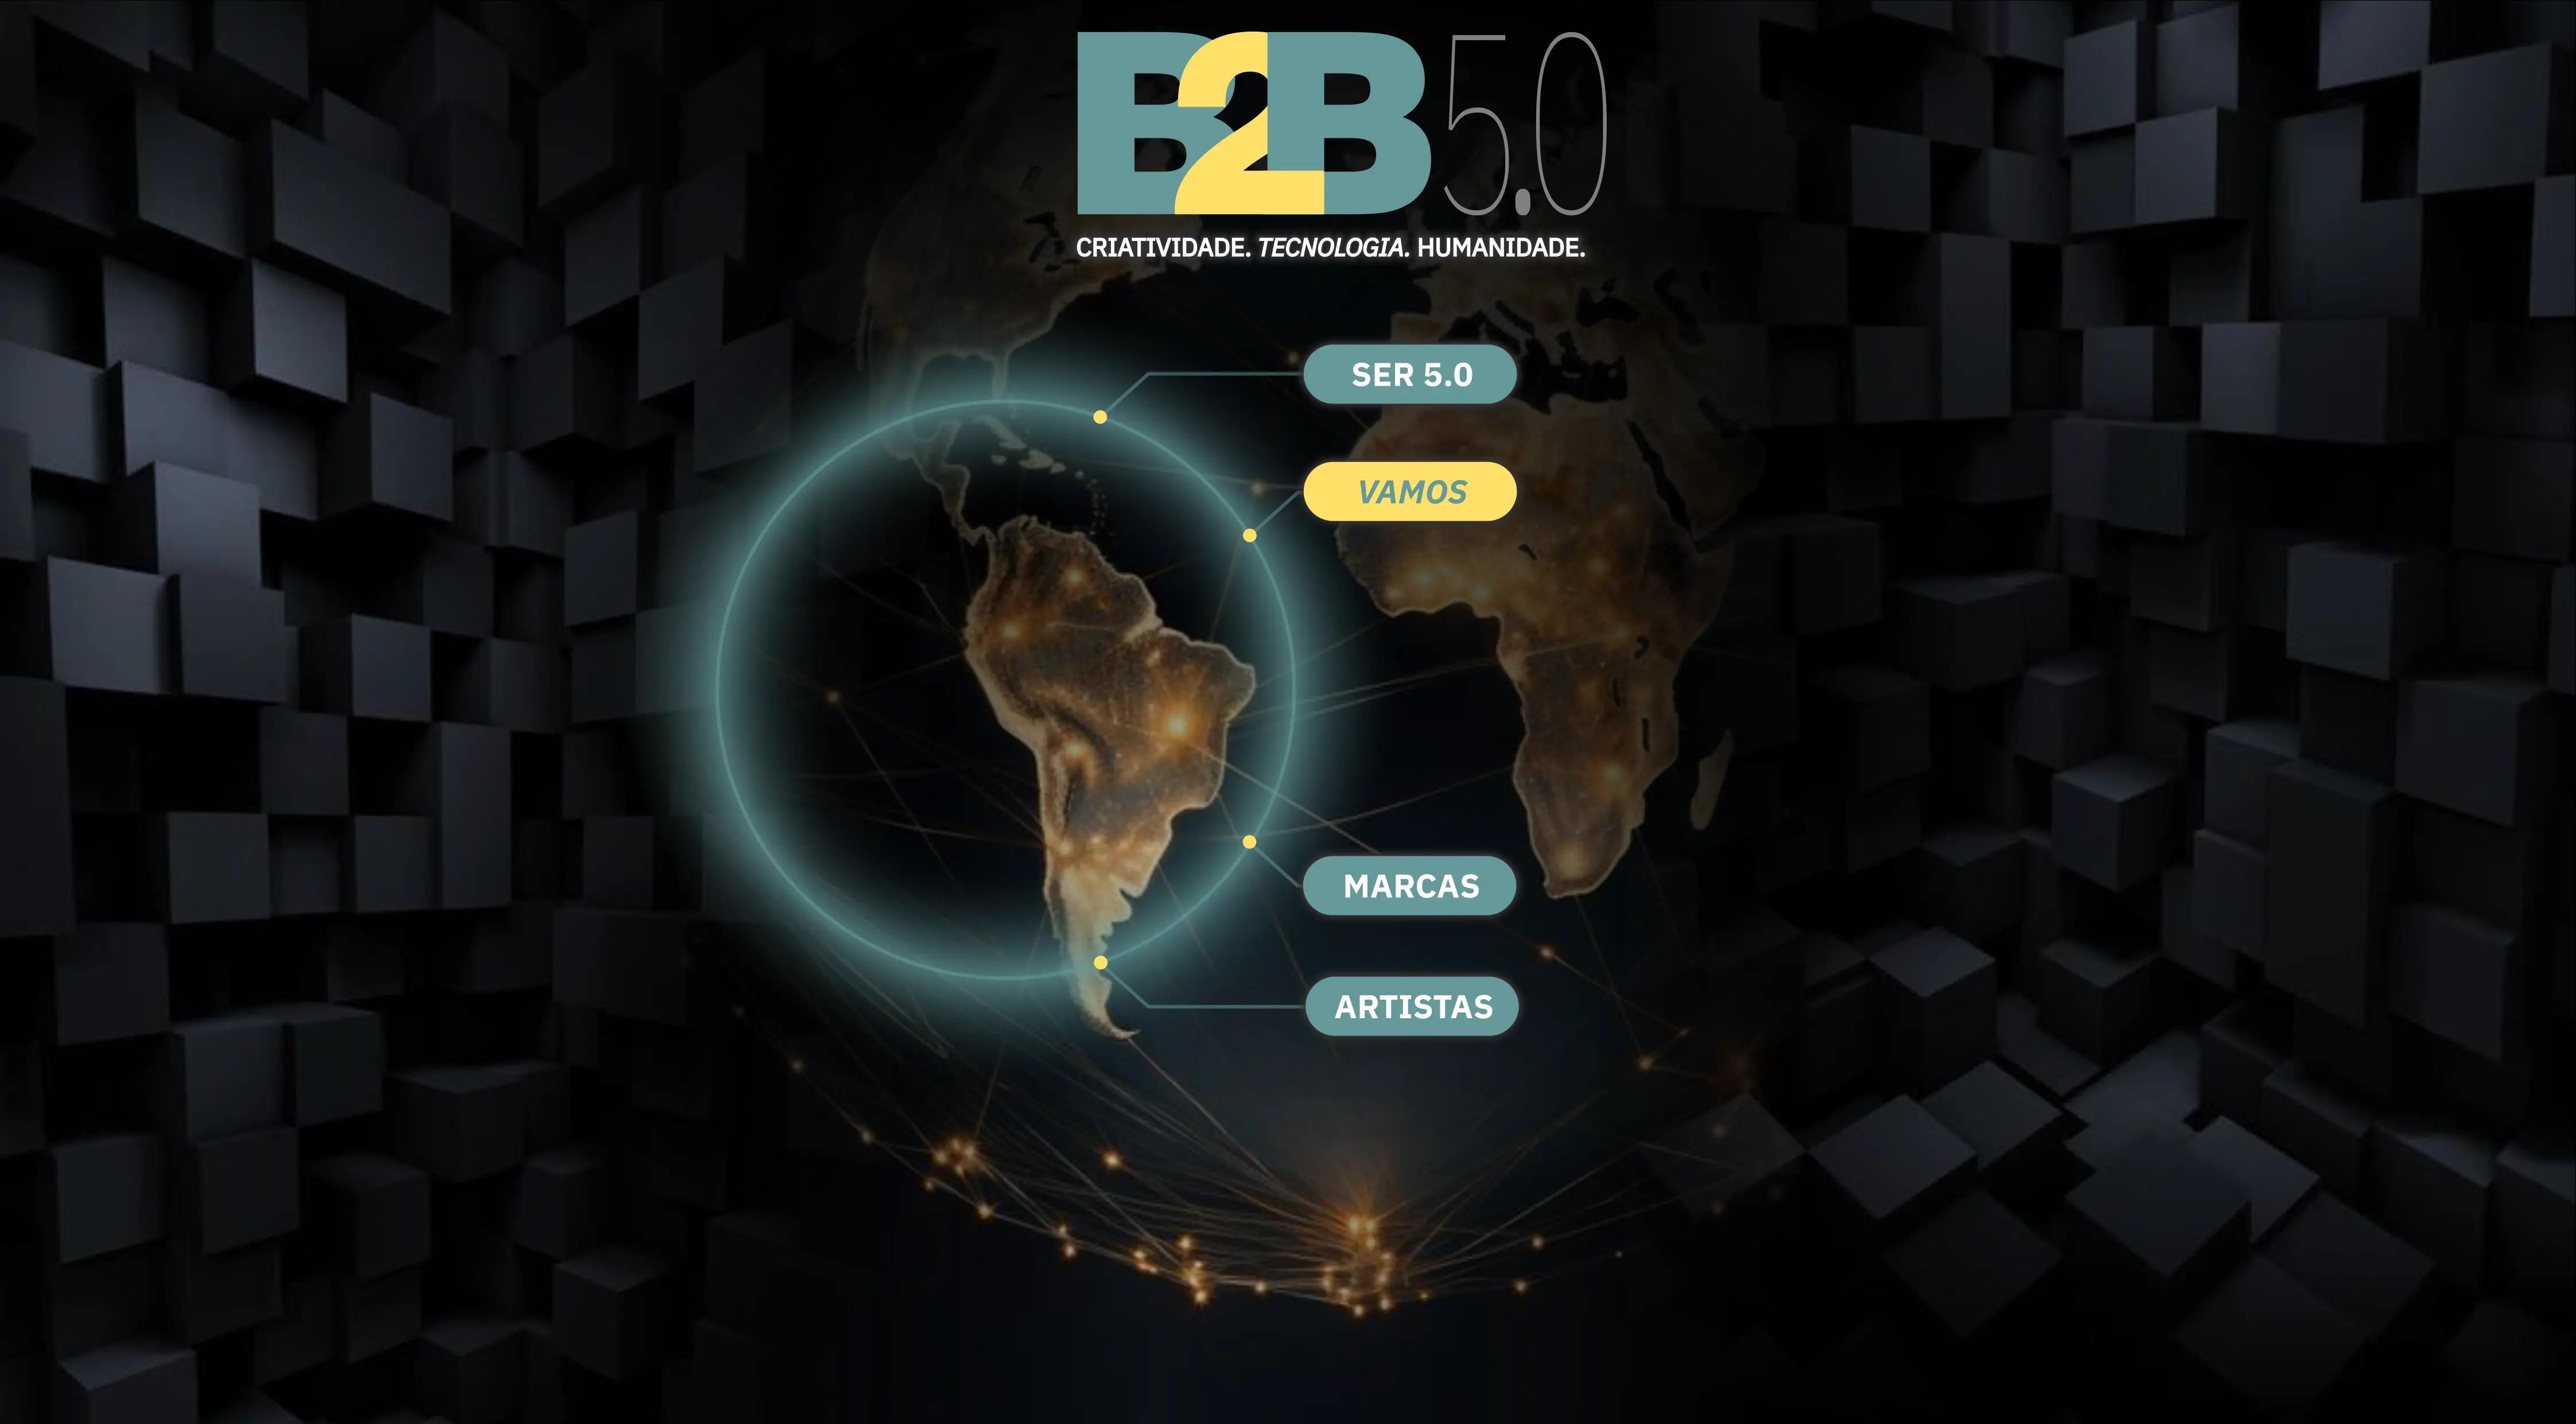 B2B 5.0
CRIATIVIDADE. TECNOLOGIA. HUMANIDADE.
SER 5.0
VAMOS
MARCAS
ARTISTAS